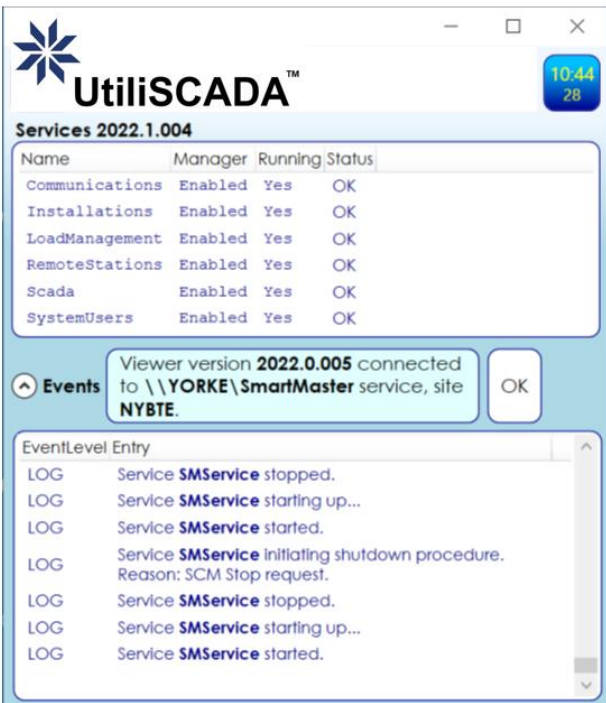 UtiliSCADA™
10:44
28
Services 2022.1.004
Name Manager Running Status
Communications Enabled Yes OK
Installations Enabled Yes OK
LoadManagement Enabled Yes OK
RemoteStations Enabled Yes OK
Scada Enabled Yes OK
SystemUsers Enabled Yes OK
Events
Viewer version 2022.0.005 connected
to \\YORKE\SmartMaster service, site
NYBTE.
OK
EventLevel Entry
LOG Service SMService stopped.
LOG Service SMService starting up...
LOG Service SMService started.
LOG Service SMService initiating shutdown procedure.
Reason: SCM Stop request.
LOG Service SMService stopped.
LOG Service SMService starting up...
LOG Service SMService started.